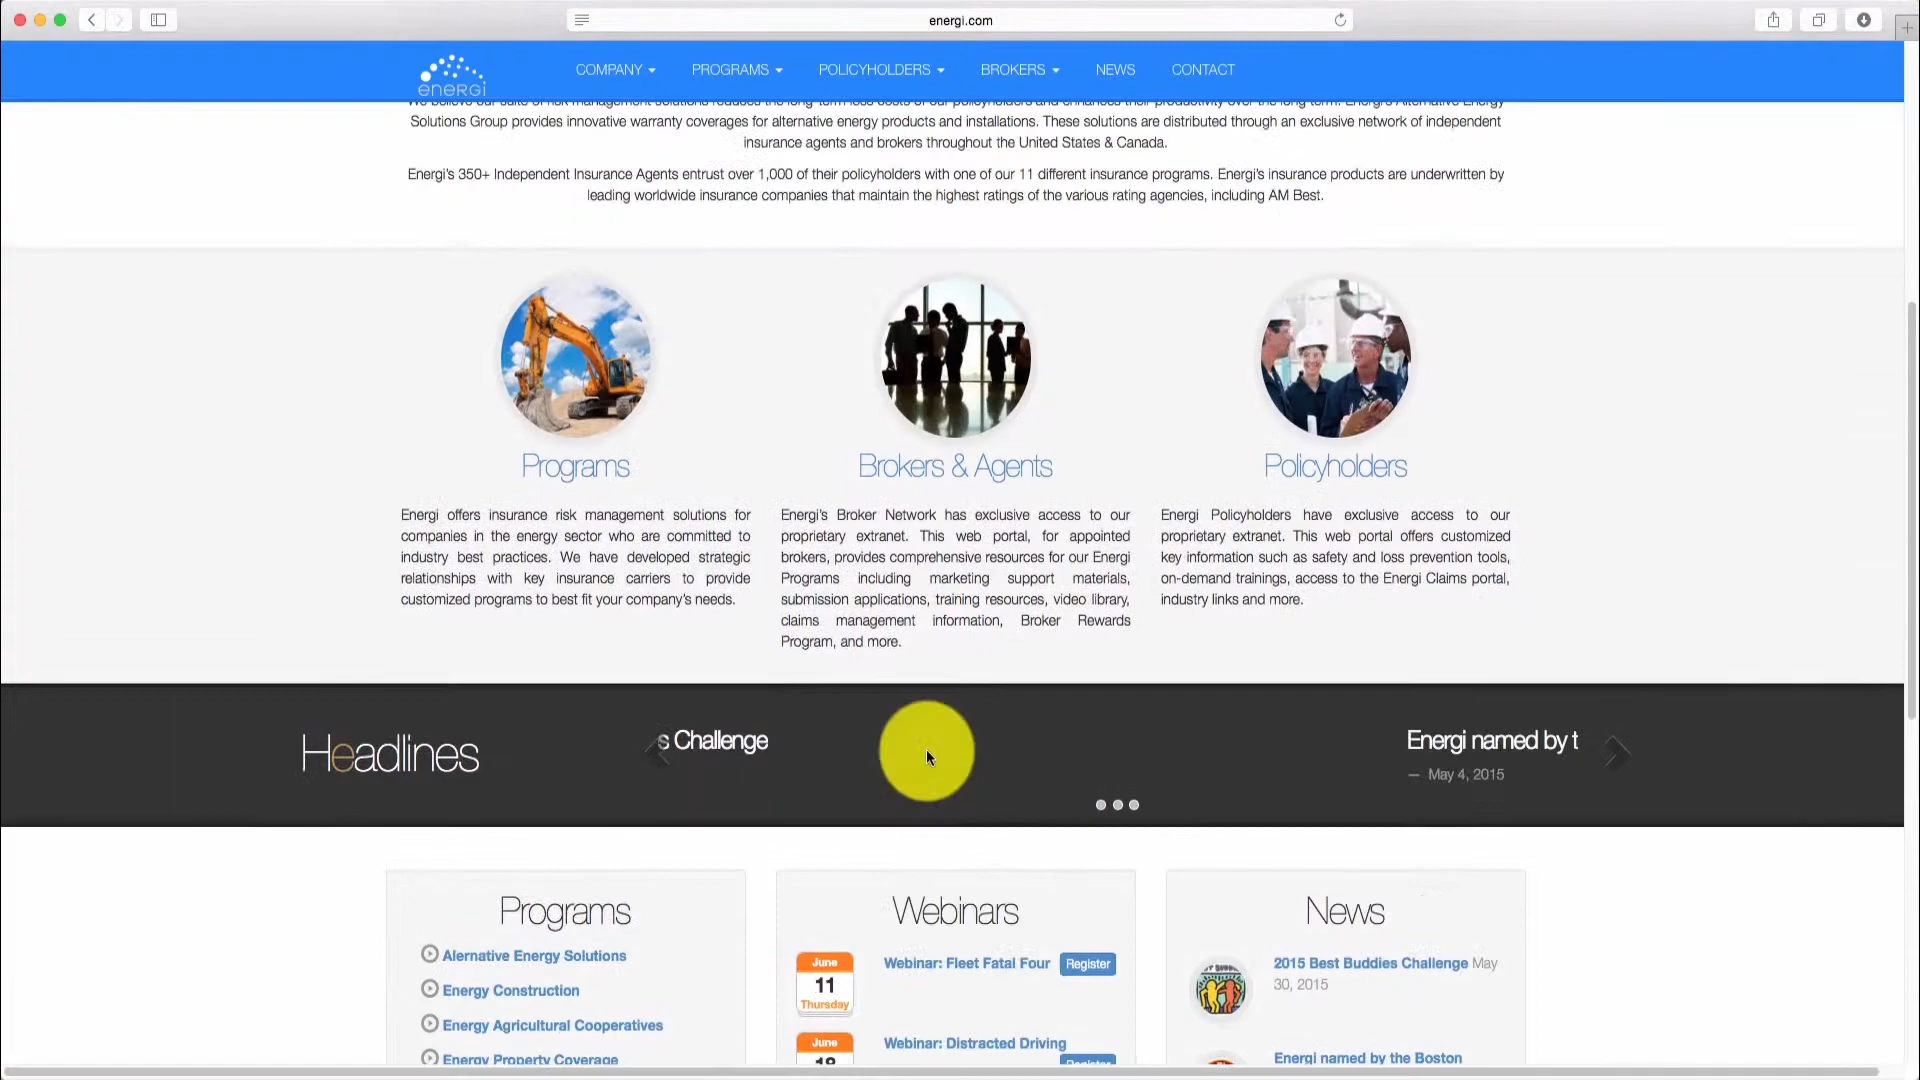 energi.com
energi
COMPANY
PROGRAMS
POLICYHOLDERS
BROKERS
NEWS
CONTACT
We believe our suite of risk management solutions reduces the long-term loss costs of our policyholders and enhances their productivity over the long term. Energi's Alternative Energy
Solutions Group provides innovative warranty coverages for alternative energy products and installations. These solutions are distributed through an exclusive network of independent
insurance agents and brokers throughout the United States & Canada.
Energi's 350+ Independent Insurance Agents entrust over 1,000 of their policyholders with one of our 11 different insurance programs. Energi's insurance products are underwritten by
leading worldwide insurance companies that maintain the highest ratings of the various rating agencies, including AM Best.
Programs
Energi offers insurance risk management solutions for
companies in the energy sector who are committed to
industry best practices. We have developed strategic
relationships with key insurance carriers to provide
customized programs to best fit your company's needs.
Brokers & Agents
Energi's Broker Network has exclusive access to our
proprietary extranet. This web portal, for appointed
brokers, provides comprehensive resources for our Energi
Programs including marketing support materials,
submission applications, training resources, video library,
claims management information, Broker Rewards
Program, and more.
Policyholders
Energi Policyholders have exclusive access to our
proprietary extranet. This web portal offers customized
key information such as safety and loss prevention tools,
on-demand trainings, access to the Energi Claims portal,
industry links and more.
Headlines
s Challenge
Energi named by t
— May 4, 2015
Programs
Alernative Energy Solutions
Energy Construction
Energy Agricultural Cooperatives
Energy Property Coverage
Webinars
June
11
Thursday
Webinar: Fleet Fatal Four
Register
June
18
Webinar: Distracted Driving
Register
News
2015 Best Buddies Challenge May
30, 2015
Energi named by the Boston